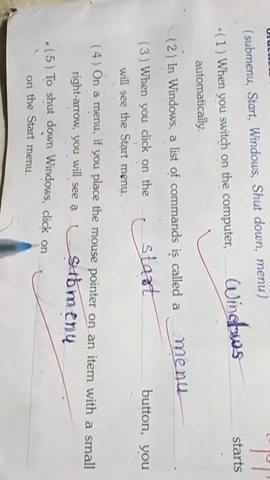 (submenu, Start, Windows, Shut down, menu)
(1) When you switch on the computer, Windows starts
automatically.
(2) In Windows, a list of commands is called a menu.
(3) When you click on the start button, you
will see the Start menu.
(4) On a menu, if you place the mouse pointer on an item with a small
right-arrow, you will see a submenu
(5) To shut down Windows, click on
on the Start menu.